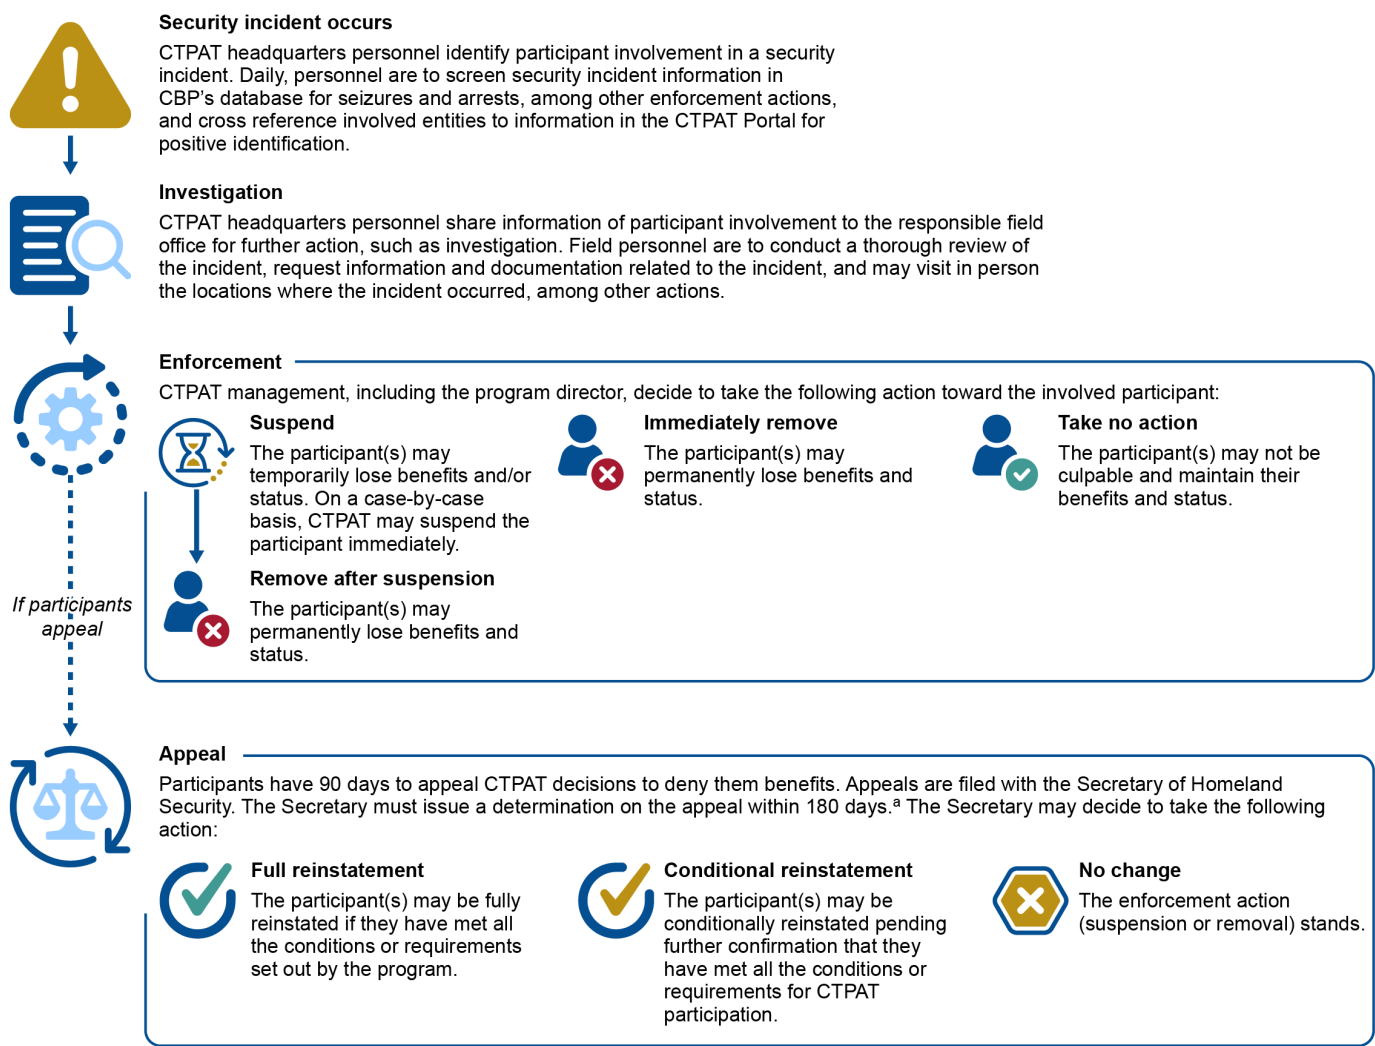 Security incident occurs
CTPAT headquarters personnel identify participant involvement in a security
incident. Daily, personnel are to screen security incident information in
CBP's database for seizures and arrests, among other enforcement actions,
and cross reference involved entities to information in the CTPAT Portal for
positive identification.
Investigation
CTPAT headquarters personnel share information of participant involvement to the responsible field
office for further action, such as investigation. Field personnel are to conduct a thorough review of
the incident, request information and documentation related to the incident, and may visit in person
the locations where the incident occurred, among other actions.
Enforcement
CTPAT management, including the program director, decide to take the following action toward the involved participant:
Suspend
The participant(s) may
temporarily lose benefits and/or
status. On a case-by-case
basis, CTPAT may suspend the
participant immediately.
Immediately remove
The participant(s) may
permanently lose benefits and
status.
Take no action
The participant(s) may not be
culpable and maintain their
benefits and status.
Remove after suspension
The participant(s) may
permanently lose benefits and
status.
If participants
appeal
Appeal
Participants have 90 days to appeal CTPAT decisions to deny them benefits. Appeals are filed with the Secretary of Homeland
Security. The Secretary must issue a determination on the appeal within 180 days.ª The Secretary may decide to take the following
action:
Full reinstatement
The participant(s) may be fully
reinstated if they have met all
the conditions or requirements
set out by the program.
Conditional reinstatement
The participant(s) may be
conditionally reinstated pending
further confirmation that they
have met all the conditions or
requirements for CTPAT
participation.
No change
The enforcement action
(suspension or removal) stands.